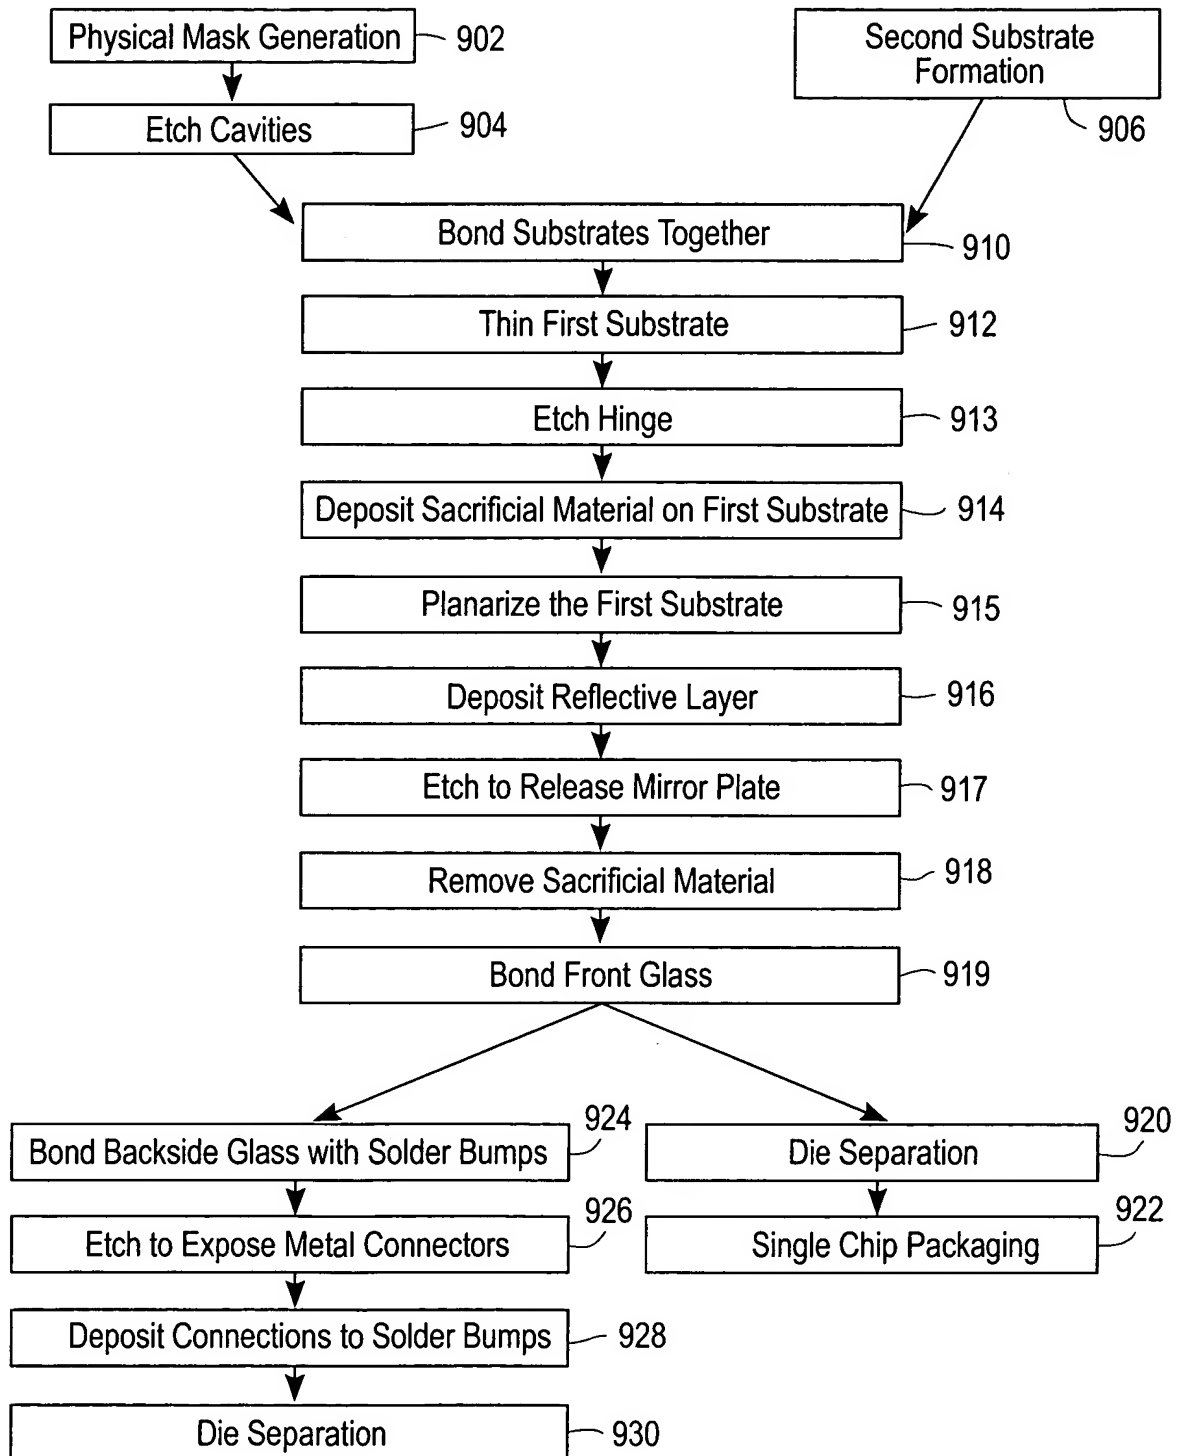 Physical Mask Generation
902
Second Substrate
Formation
906
Etch Cavities
904
Bond Substrates Together
910
Thin First Substrate
912
Etch Hinge
913
Deposit Sacrificial Material on First Substrate
914
Planarize the First Substrate
915
Deposit Reflective Layer
916
Etch to Release Mirror Plate
917
Remove Sacrificial Material
918
Bond Front Glass
919
Bond Backside Glass with Solder Bumps
924
Etch to Expose Metal Connectors
926
Deposit Connections to Solder Bumps
928
Die Separation
930
Die Separation
920
Single Chip Packaging
922